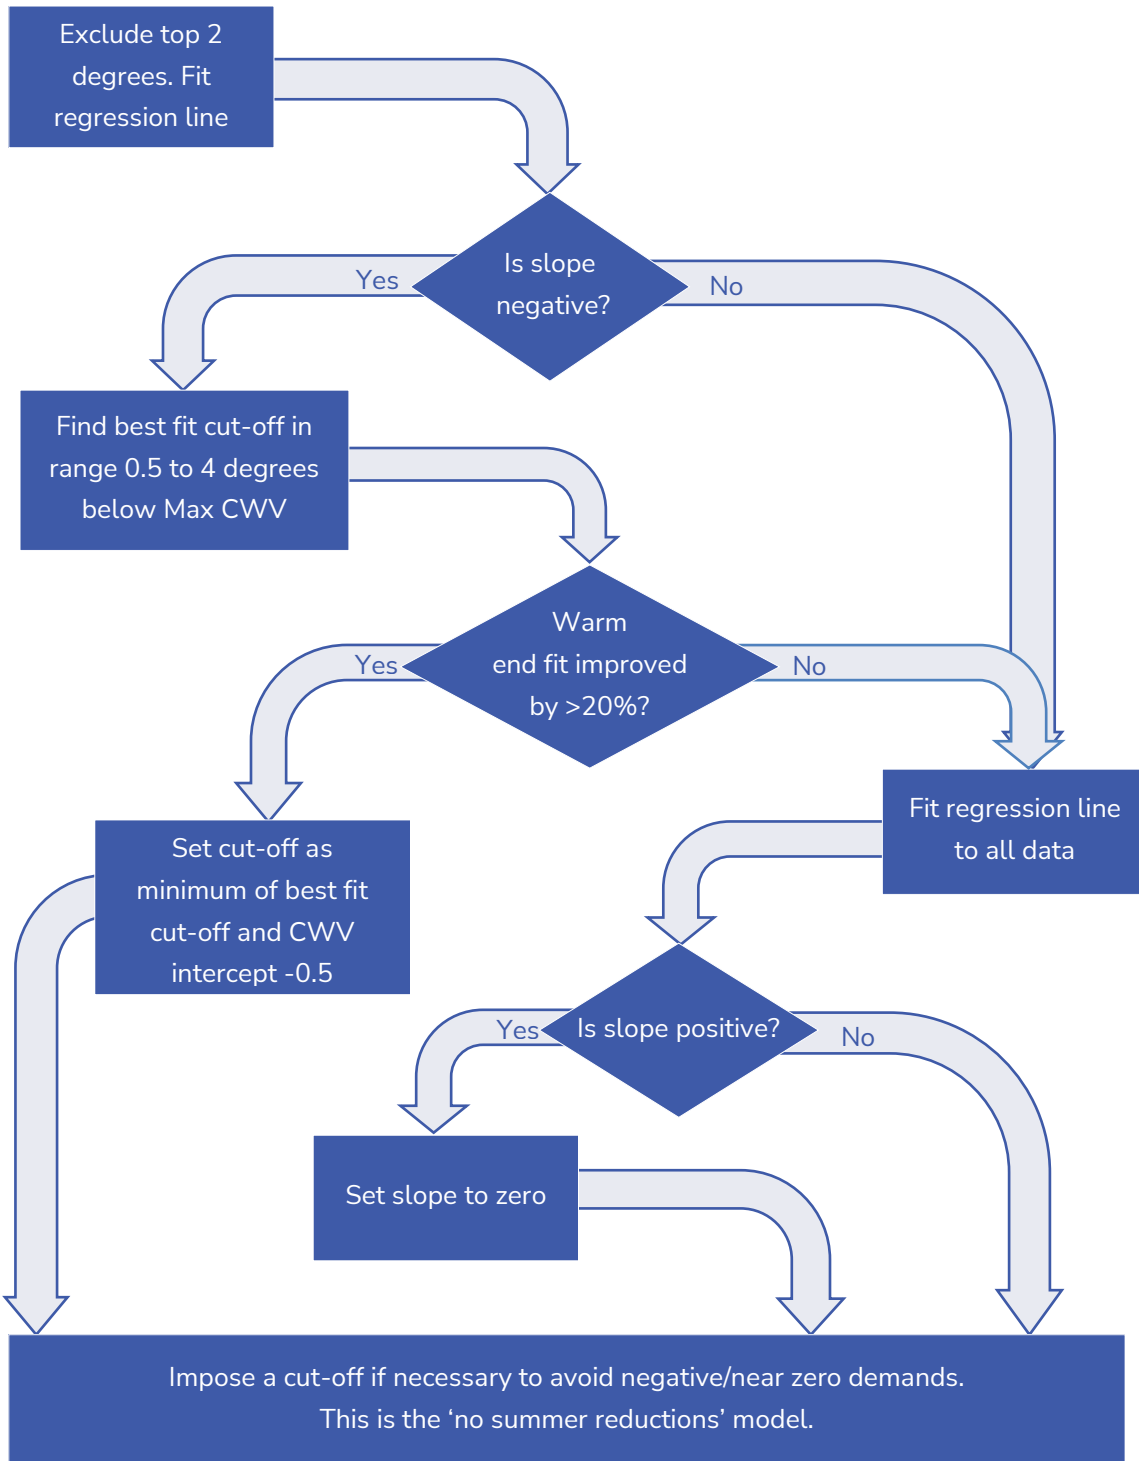 Exclude top 2
degrees. Fit
regression line
Is slope
negative?
Yes
No
Find best fit cut-off in
range 0.5 to 4 degrees
below Max CWV
Warm
end fit improved
by >20%?
Yes
No
Fit regression line
to all data
Set cut-off as
minimum of best fit
cut-off and CWV
intercept -0.5
Is slope positive?
Yes
No
Set slope to zero
Impose a cut-off if necessary to avoid negative/near zero demands.
This is the ‘no summer reductions’ model.